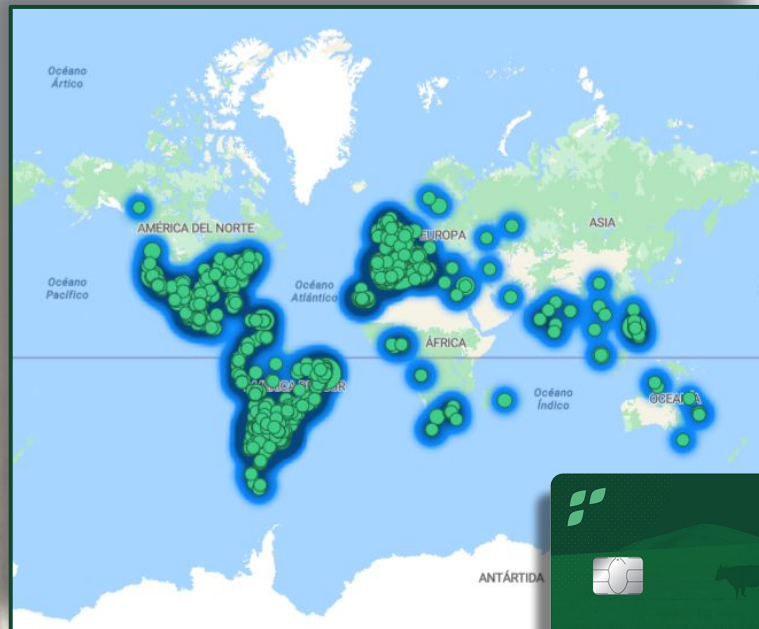 Océano
Ártico
AMÉRICA DEL NORTE
EUROPA
ASIA
Océano
Pacífico
Océano
Atlántico
ÁFRICA
Océano
Índico
ANTÁRTIDA